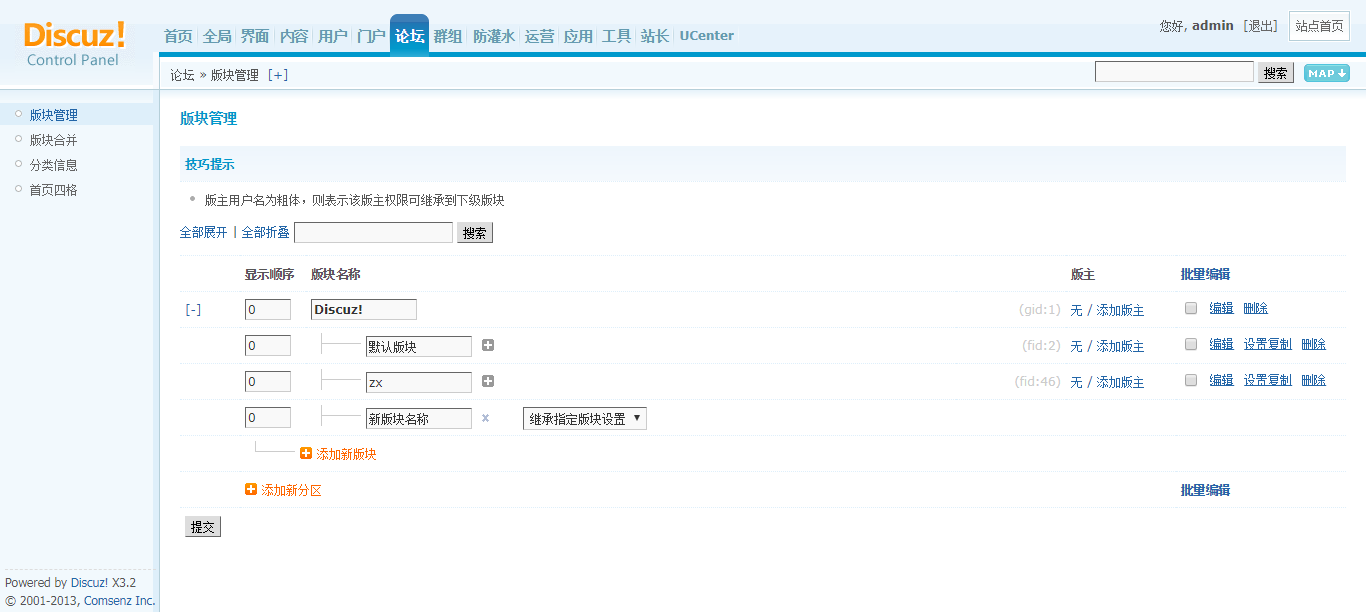 Discuz!
Control Panel
首页 全局 界面 内容 用户 门户 论坛 群组 防灌水 运营 应用 工具 站长 UCenter
您好, admin [退出] 站点首页
论坛 » 版块管理 [+] 搜索 MAP
版块管理
版块合并
分类信息
首页四格
版块管理
技巧提示
版主用户名为粗体，则表示该版主权限可继承到下级版块
全部展开 | 全部折叠 搜索
显示顺序 版块名称 版主 批量编辑
[-] 0 Discuz! (gid:1) 无 / 添加版主 编辑 删除
0 默认版块 (fid:2) 无 / 添加版主 编辑 设置复制 删除
0 zx (fid:46) 无 / 添加版主 编辑 设置复制 删除
0 新版块名称 x 继承指定版块设置
添加新版块
添加新分区 批量编辑
提交
Powered by Discuz! X3.2
© 2001-2013, Comsenz Inc.